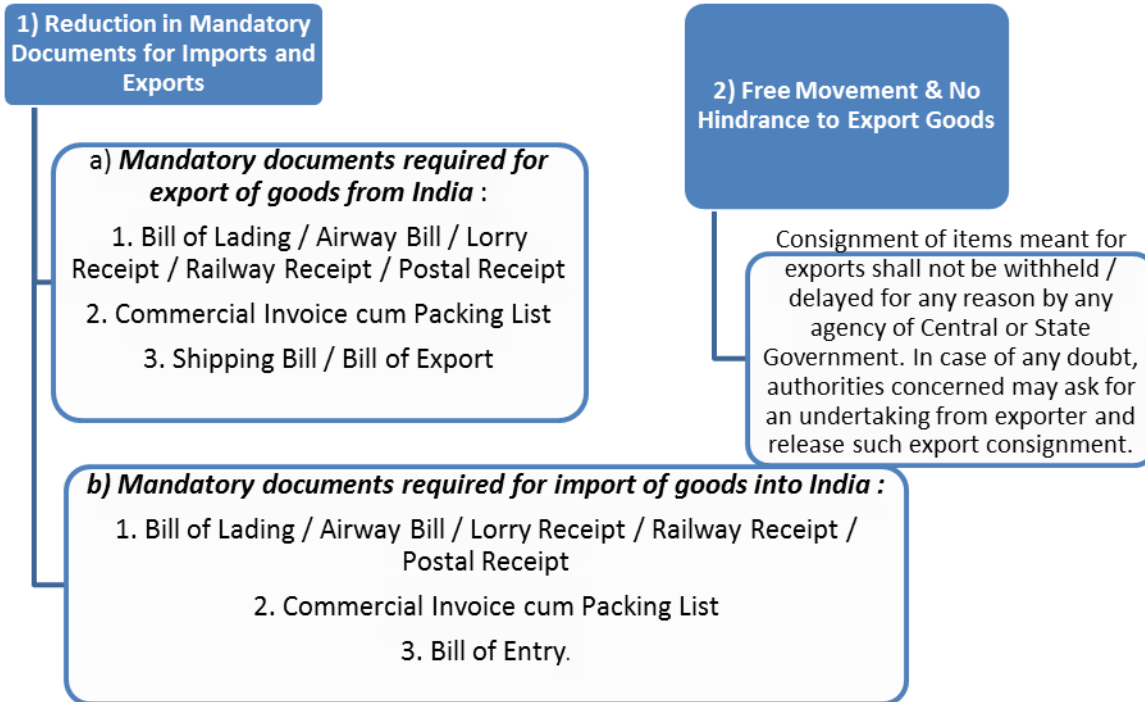 1) Reduction in Mandatory
Documents for Imports and
Exports
a) Mandatory documents required for
export of goods from India :
1. Bill of Lading / Airway Bill / Lorry
Receipt / Railway Receipt / Postal Receipt
2. Commercial Invoice cum Packing List
3. Shipping Bill / Bill of Export
b) Mandatory documents required for import of goods into India :
1. Bill of Lading / Airway Bill / Lorry Receipt / Railway Receipt /
Postal Receipt
2. Commercial Invoice cum Packing List
3. Bill of Entry.
2) Free Movement & No
Hindrance to Export Goods
Consignment of items meant for
exports shall not be withheld /
delayed for any reason by any
agency of Central or State
Government. In case of any doubt,
authorities concerned may ask for
an undertaking from exporter and
release such export consignment.